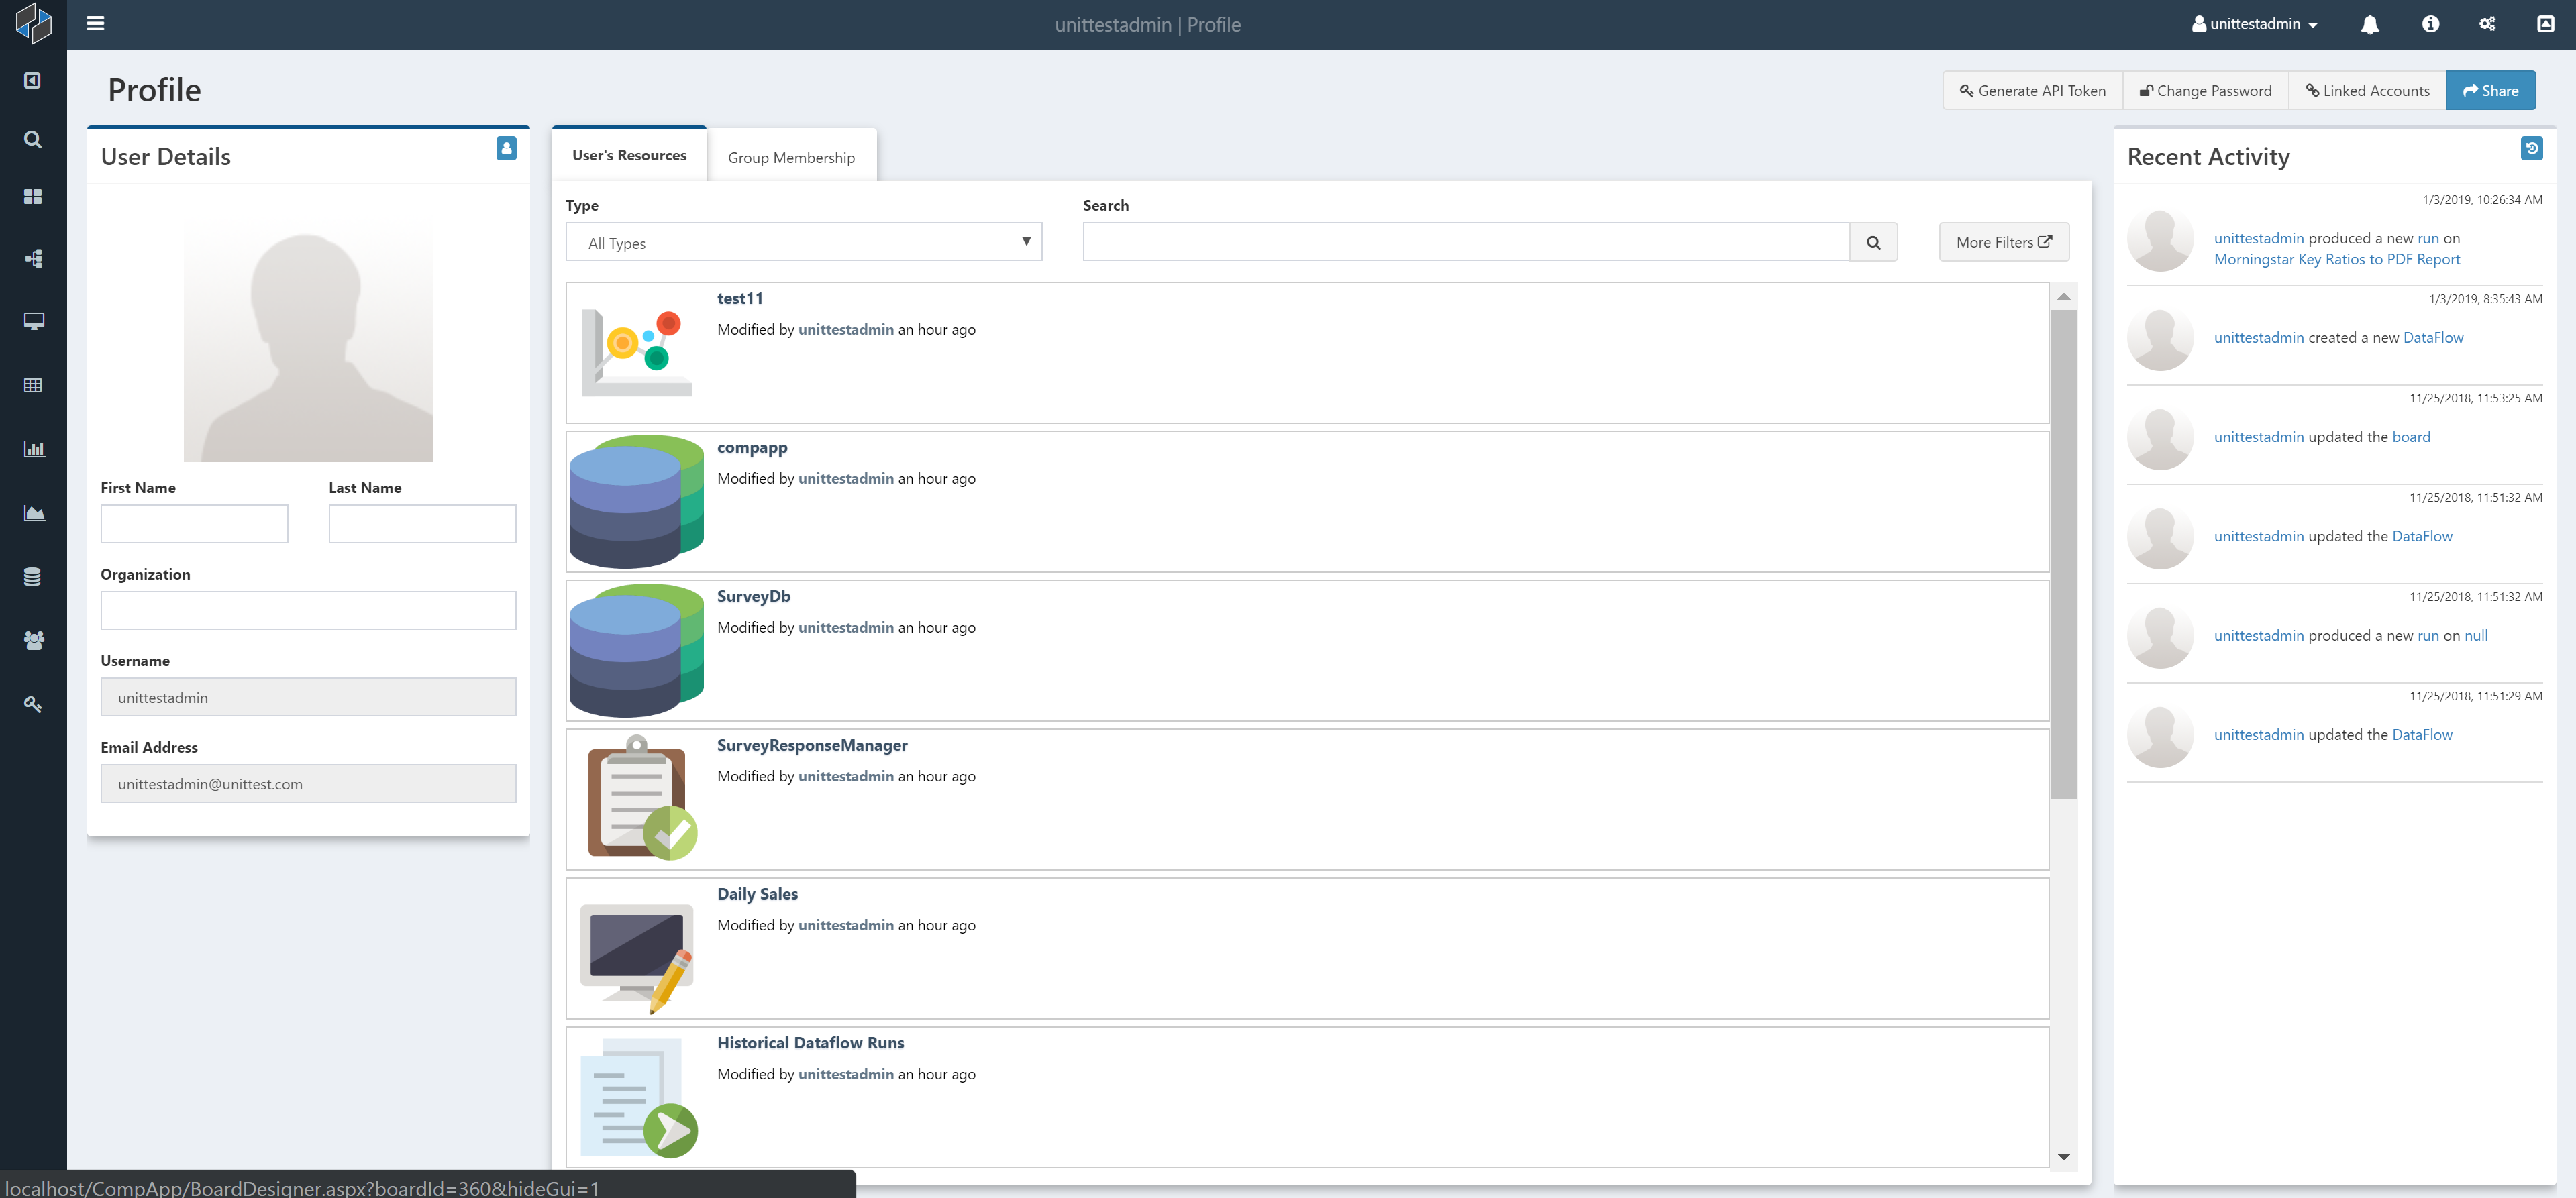 unittestadmin | Profile
unittestadmin
Profile
Generate API Token
Change Password
Linked Accounts
Share
User Details
First Name
Last Name
Organization
Username
unittestadmin
Email Address
unittestadmin@unittest.com
User's Resources
Group Membership
Type
Search
All Types
More Filters
test11
Modified by unittestadmin an hour ago
compapp
Modified by unittestadmin an hour ago
SurveyDb
Modified by unittestadmin an hour ago
SurveyResponseManager
Modified by unittestadmin an hour ago
Daily Sales
Modified by unittestadmin an hour ago
Historical Dataflow Runs
Modified by unittestadmin an hour ago
Recent Activity
1/3/2019, 10:26:34 AM
unittestadmin produced a new run on
Morningstar Key Ratios to PDF Report
1/3/2019, 8:35:43 AM
unittestadmin created a new DataFlow
11/25/2018, 11:53:25 AM
unittestadmin updated the board
11/25/2018, 11:51:32 AM
unittestadmin updated the DataFlow
11/25/2018, 11:51:32 AM
unittestadmin produced a new run on null
11/25/2018, 11:51:29 AM
unittestadmin updated the DataFlow
localhost/CompApp/BoardDesigner.aspx?boardId=360&hideGui=1